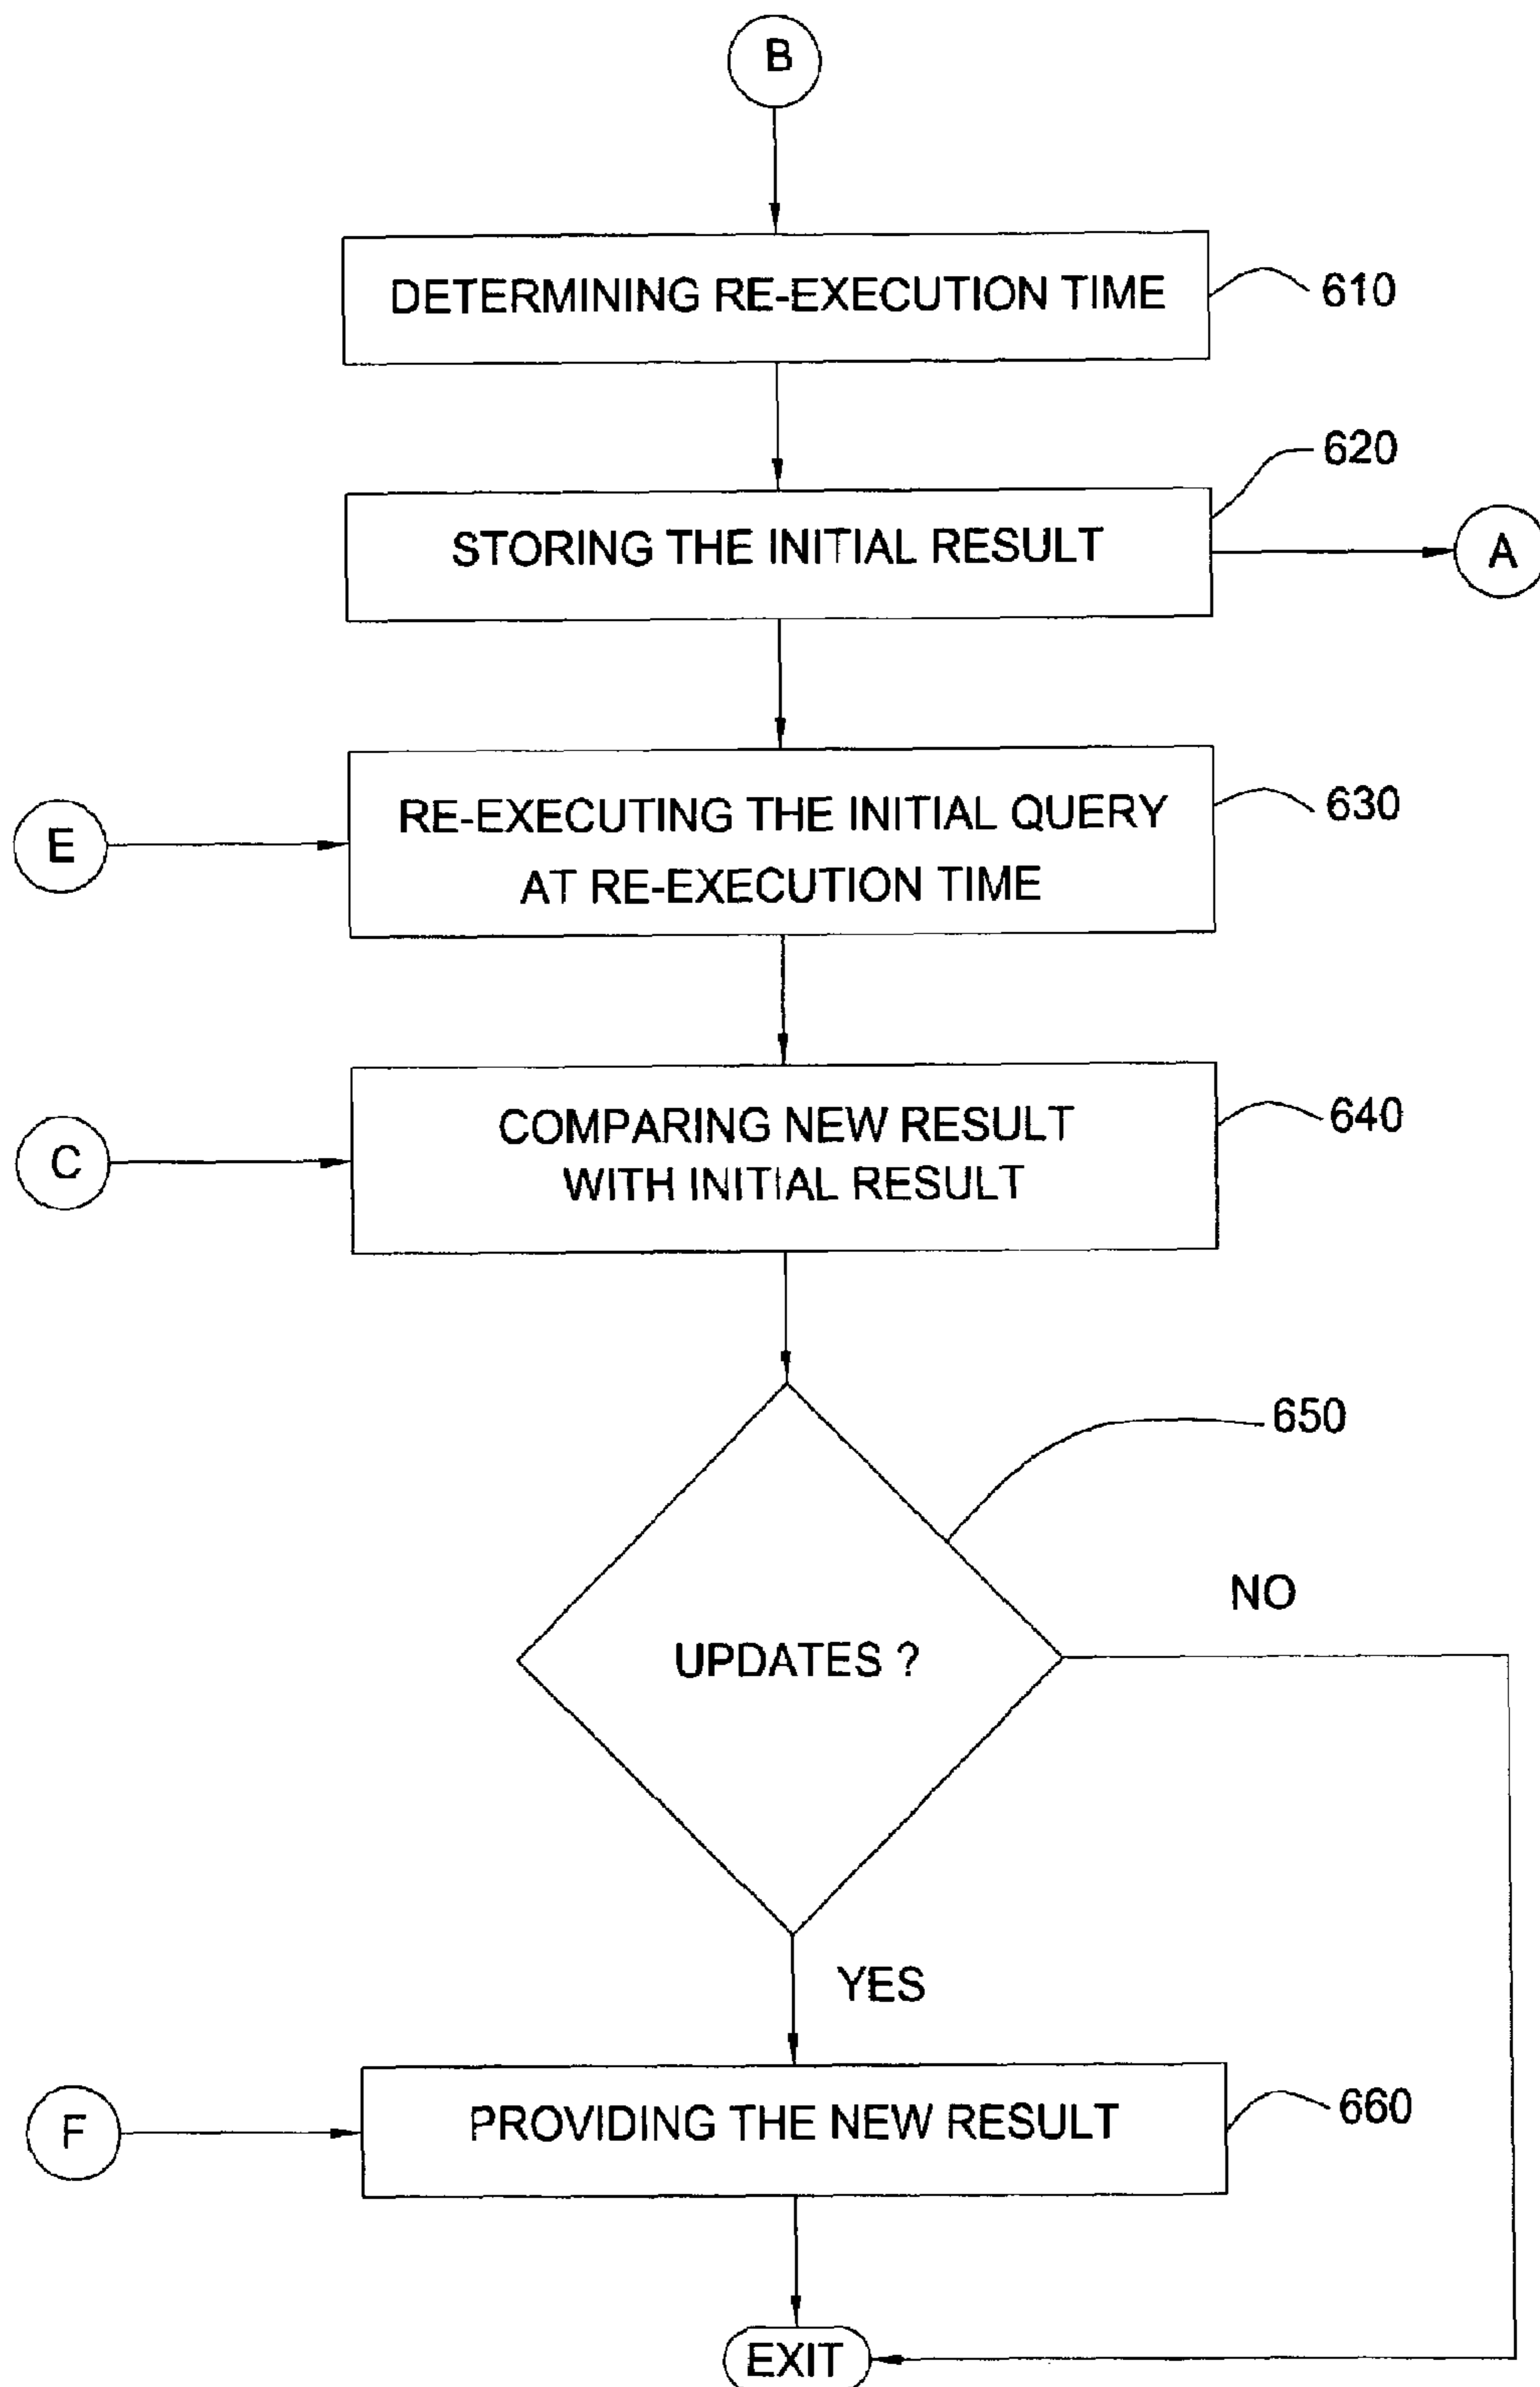 B
DETERMINING RE-EXECUTION TIME
610
620
STORING THE INITIAL RESULT
A
RE-EXECUTING THE INITIAL QUERY
AT RE-EXECUTION TIME
630
E
COMPARING NEW RESULT
WITH INITIAL RESULT
640
C
650
NO
UPDATES ?
YES
PROVIDING THE NEW RESULT
660
F
EXIT